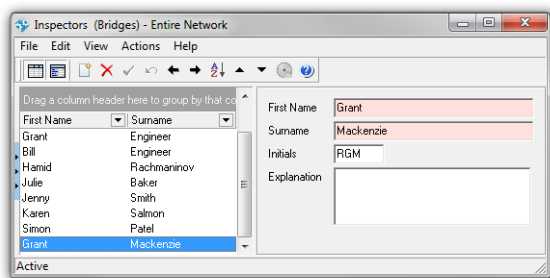 Inspectors (Bridges) - Entire Network
File Edit View Actions Help
Drag a column header here to group by that co
First Name Surname
Grant Engineer
Bill Engineer
Hamid Rachmaninov
Julie Baker
Jenny Smith
Karen Salmon
Simon Patel
Grant Mackenzie
First Name Grant
Surname Mackenzie
Initials RGM
Explanation
Active